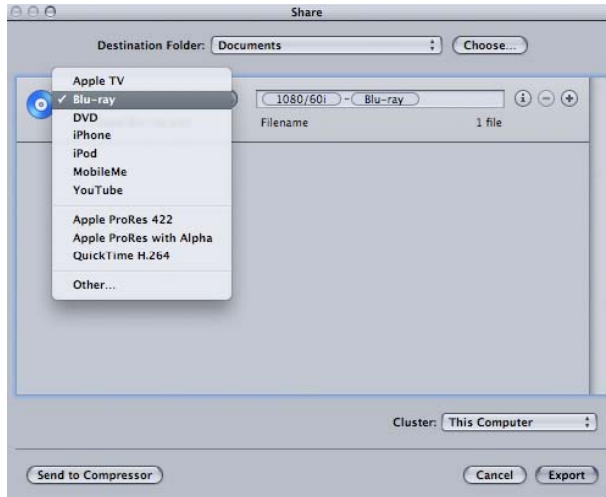 Share
Destination Folder: Documents Choose...
Apple TV
✓ Blu-ray 1080/60i - Blu-ray
DVD Filename 1 file
iPhone
iPod
MobileMe
YouTube
Apple ProRes 422
Apple ProRes with Alpha
QuickTime H.264
Other...
Cluster: This Computer
Send to Compressor Cancel Export